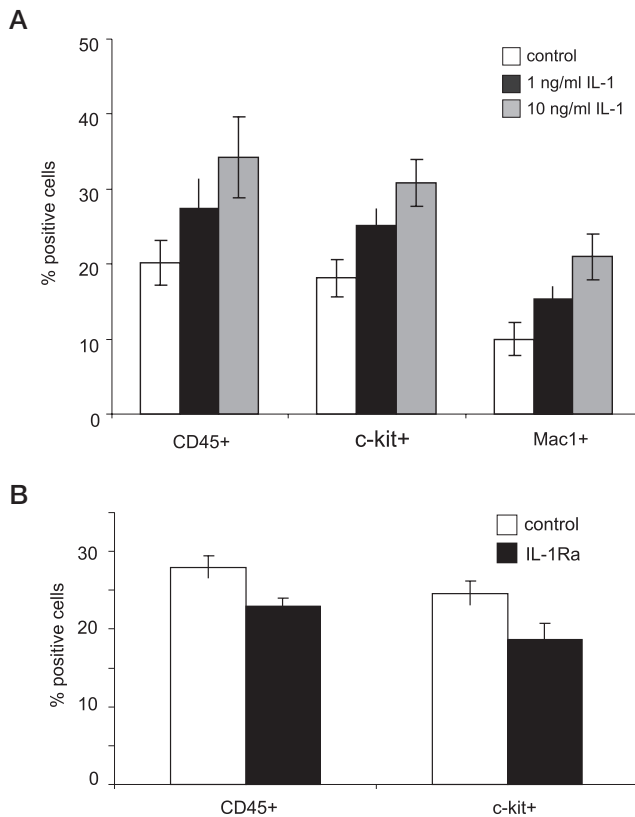 A
50
40
30
20
10
0
% positive cells
control
1 ng/ml IL-1
10 ng/ml IL-1
CD45+
c-kit+
Mac1+
B
30
20
10
0
% positive cells
control
IL-1Ra
CD45+
c-kit+